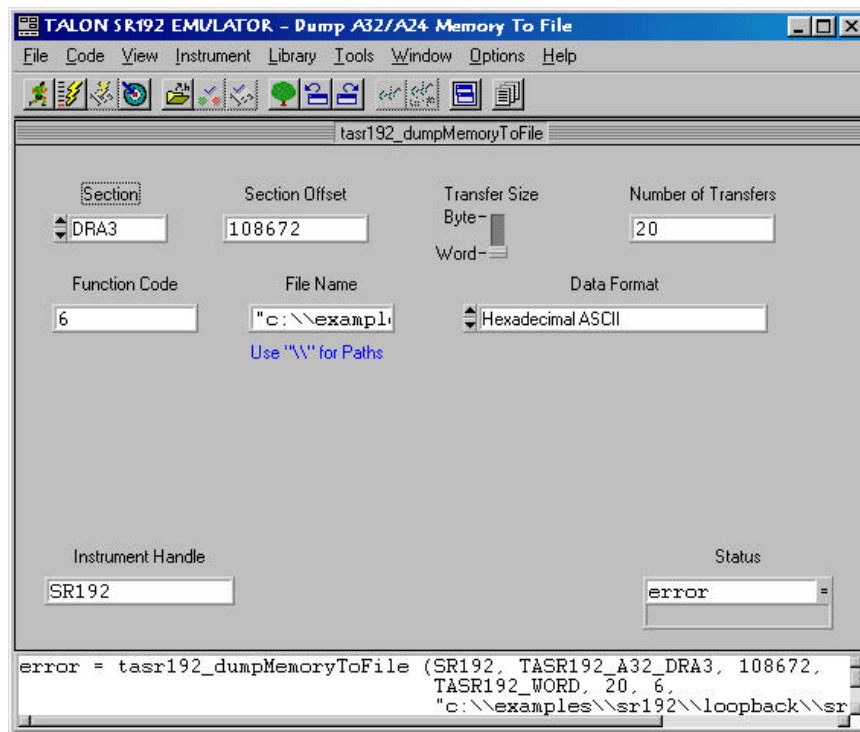 TALON SR192 EMULATOR - Dump A32/A24 Memory To File
File Code View Instrument Library Tools Window Options Help
tasr192_dumpMemoryToFile
Section Section Offset Transfer Size Number of Transfers
Byte-
DRA3 108672 20
Word-
Function Code File Name Data Format
6 "c:\\exampl Hexadecimal ASCII
Use "\\" for Paths
Instrument Handle Status
SR192 error =
error = tasr192_dumpMemoryToFile (SR192, TASR192_A32_DRA3, 108672,
TASR192_WORD, 20, 6,
"c:\\examples\\sr192\\loopback\\sr